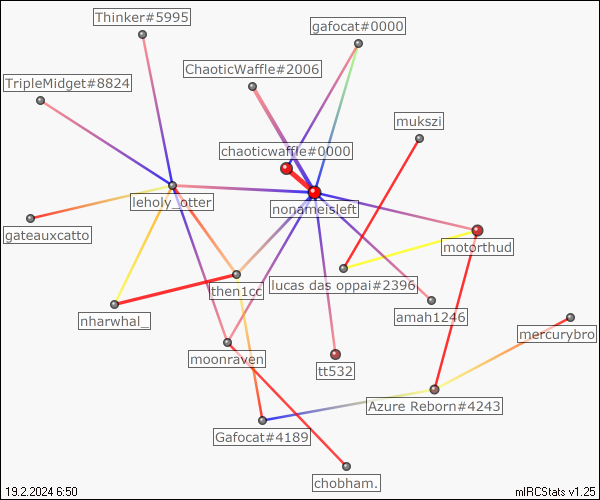 Thinker#5995
gafocat#0000
ChaoticWaffle#2006
TripleMidget#8824
mukszi
chaoticwaffle#0000
leholy_otter
nonameisleft
gateauxcatto
motorthud
then1cc
lucas das oppai#2396
nharwhal_
amah1246
mercurybro
moonraven
tt532
Azure Reborn#4243
Gafocat#4189
chobham.
19.2.2024 6:50
mIRCStats v1.25